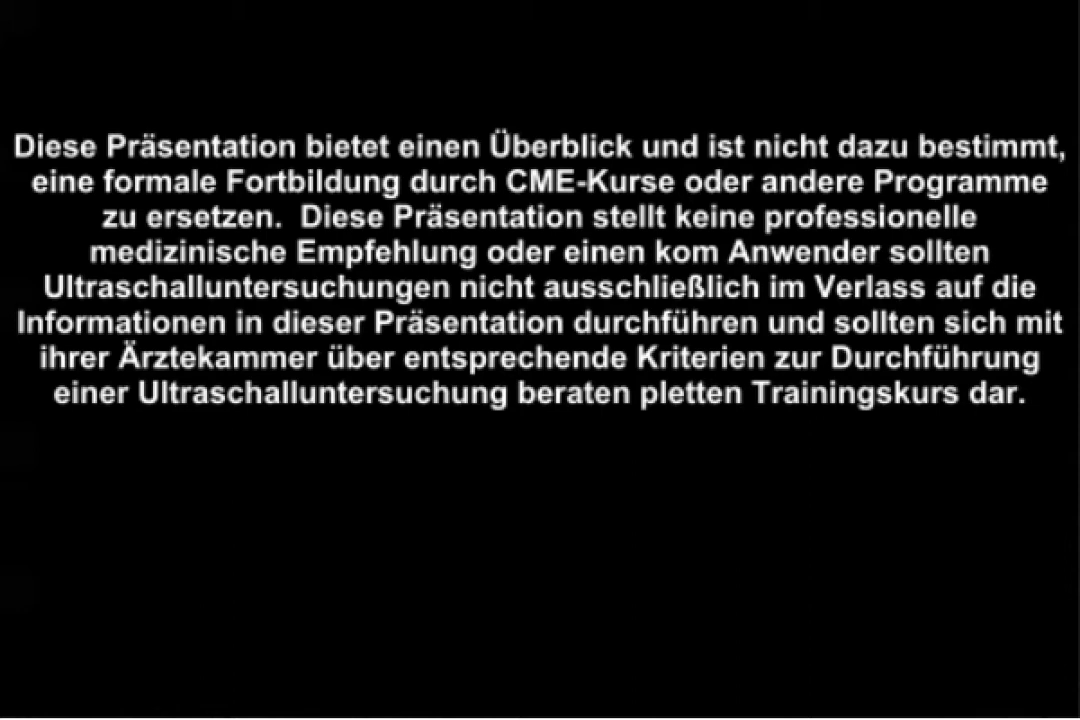 Diese Präsentation bietet einen Überblick und ist nicht dazu bestimmt,
eine formale Fortbildung durch CME-Kurse oder andere Programme
zu ersetzen.  Diese Präsentation stellt keine professionelle
medizinische Empfehlung oder einen kom Anwender sollten
Ultraschalluntersuchungen nicht ausschließlich im Verlass auf die
Informationen in dieser Präsentation durchführen und sollten sich mit
ihrer Ärztekammer über entsprechende Kriterien zur Durchführung
einer Ultraschalluntersuchung beraten pletten Trainingskurs dar.